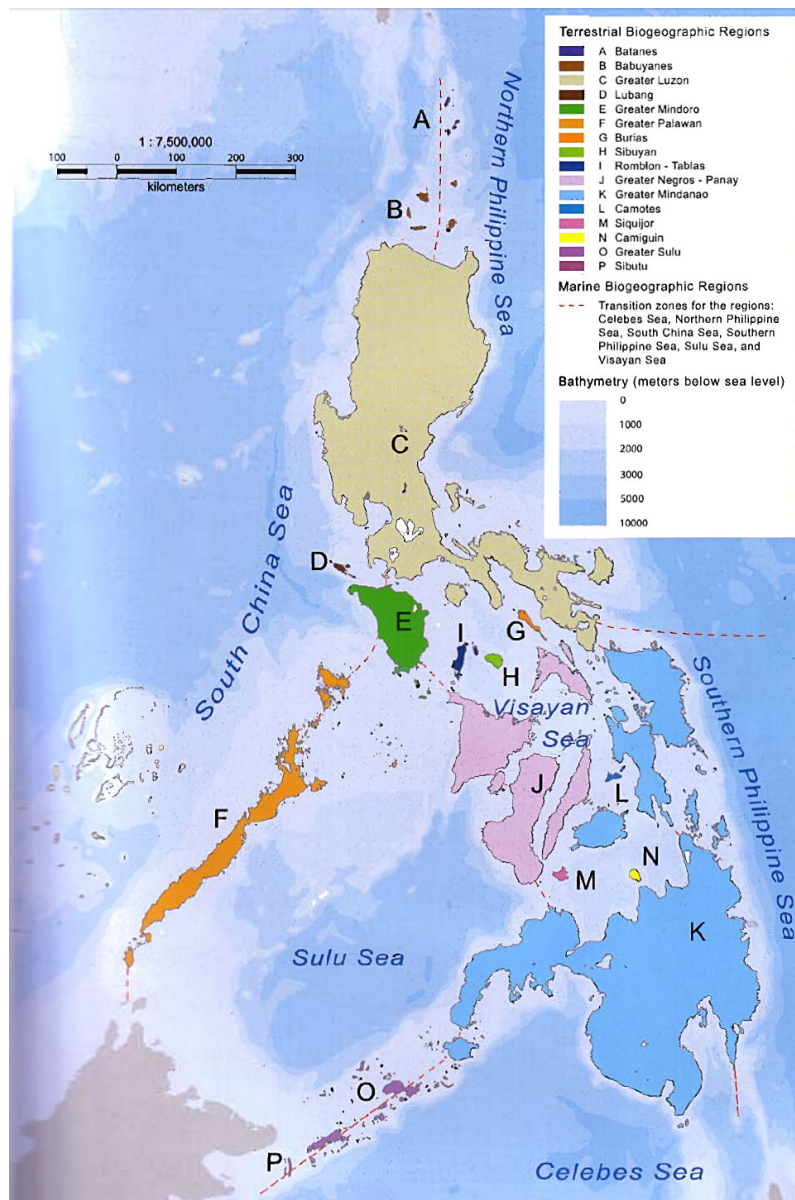 Terrestrial Biogeographic Regions
A Batanes
B Babuyanes
C Greater Luzon
D Lubang
E Greater Mindoro
F Greater Palawan
G Burias
H Sibuyan
I Romblon - Tablas
J Greater Negros - Panay
K Greater Mindanao
L Camotes
M Siquijor
N Camiguin
O Greater Sulu
P Sibutu
Marine Biogeographic Regions
Transition zones for the regions:
Celebes Sea, Northern Philippine
Sea, South China Sea, Southern
Philippine Sea, Sulu Sea, and
Visayan Sea
Bathymetry (meters below sea level)
0
1000
2000
3000
5000
10000
1 : 7,500,000
100 0 100 200 300
kilometers
A
Northern Philippine Sea
B
C
South China Sea
D
E
I
G
H
Visayan
Sea
Southern Philippine Sea
F
J
L
M
N
K
Sulu Sea
O
P
Celebes Sea